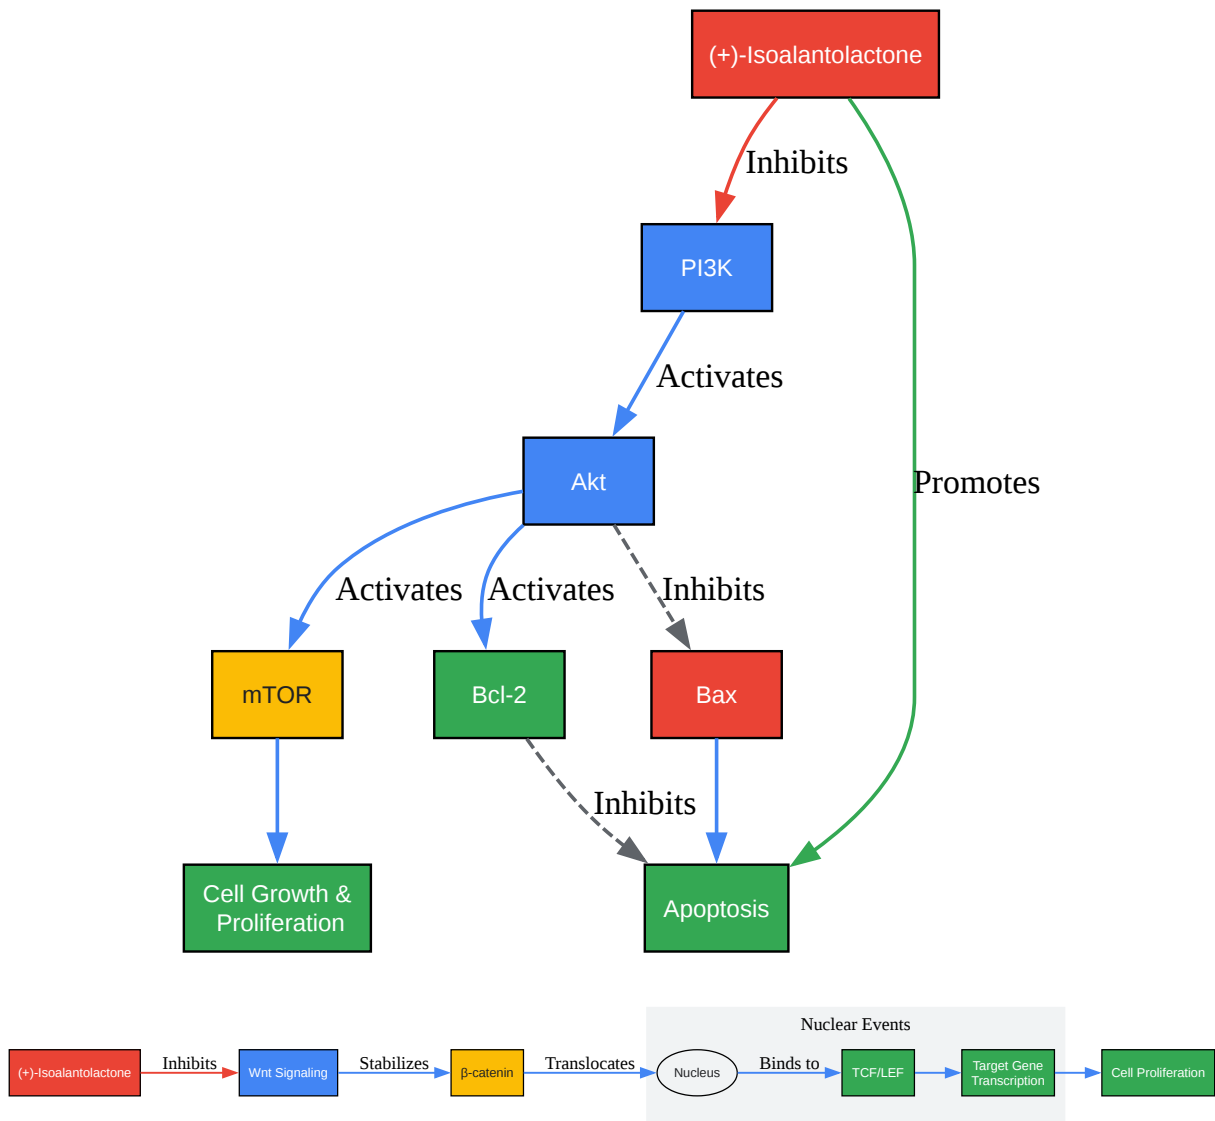 (+)-Isoalantolactone
Inhibits
PI3K
Activates
Akt
Promotes
Activates
Activates
Inhibits
mTOR
Bcl-2
Bax
Inhibits
Cell Growth &
Proliferation
Apoptosis
Nuclear Events
(+)-Isoalantolactone
Inhibits
Wnt Signaling
Stabilizes
β-catenin
Translocates
Nucleus
Binds to
TCF/LEF
Target Gene
Transcription
Cell Proliferation